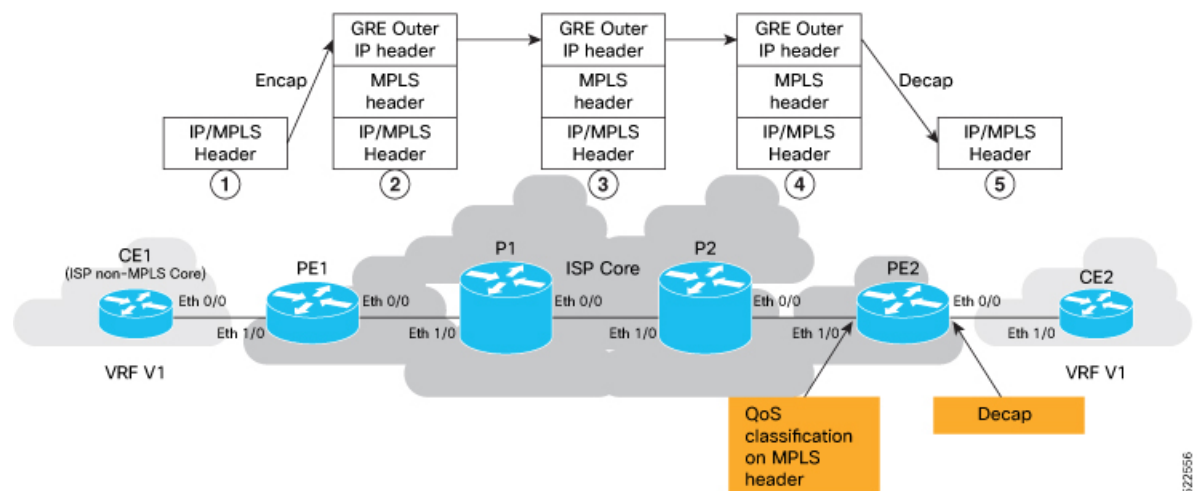 GRE Outer
IP header
MPLS
header
IP/MPLS
Header
GRE Outer
IP header
MPLS
header
IP/MPLS
Header
GRE Outer
IP header
MPLS
header
IP/MPLS
Header
Encap
Decap
IP/MPLS
Header
IP/MPLS
Header
1
2
3
4
5
CE1
(ISP non-MPLS Core)
PE1
P1
ISP Core
P2
PE2
CE2
Eth 0/0
Eth 1/0
Eth 0/0
Eth 1/0
Eth 0/0
Eth 1/0
Eth 0/0
Eth 1/0
Eth 0/0
Eth 1/0
VRF V1
VRF V1
QoS
classification
on MPLS
header
Decap
522556